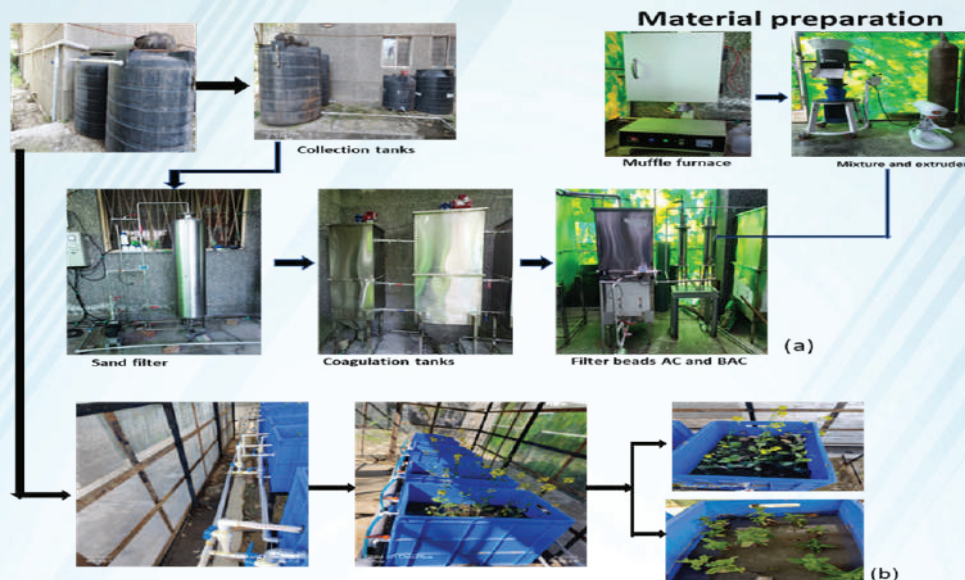 Material preparation
Collection tanks
Muffle furnace
Mixture and extruder
Sand filter
Coagulation tanks
Filter beads AC and BAC
(a)
(b)